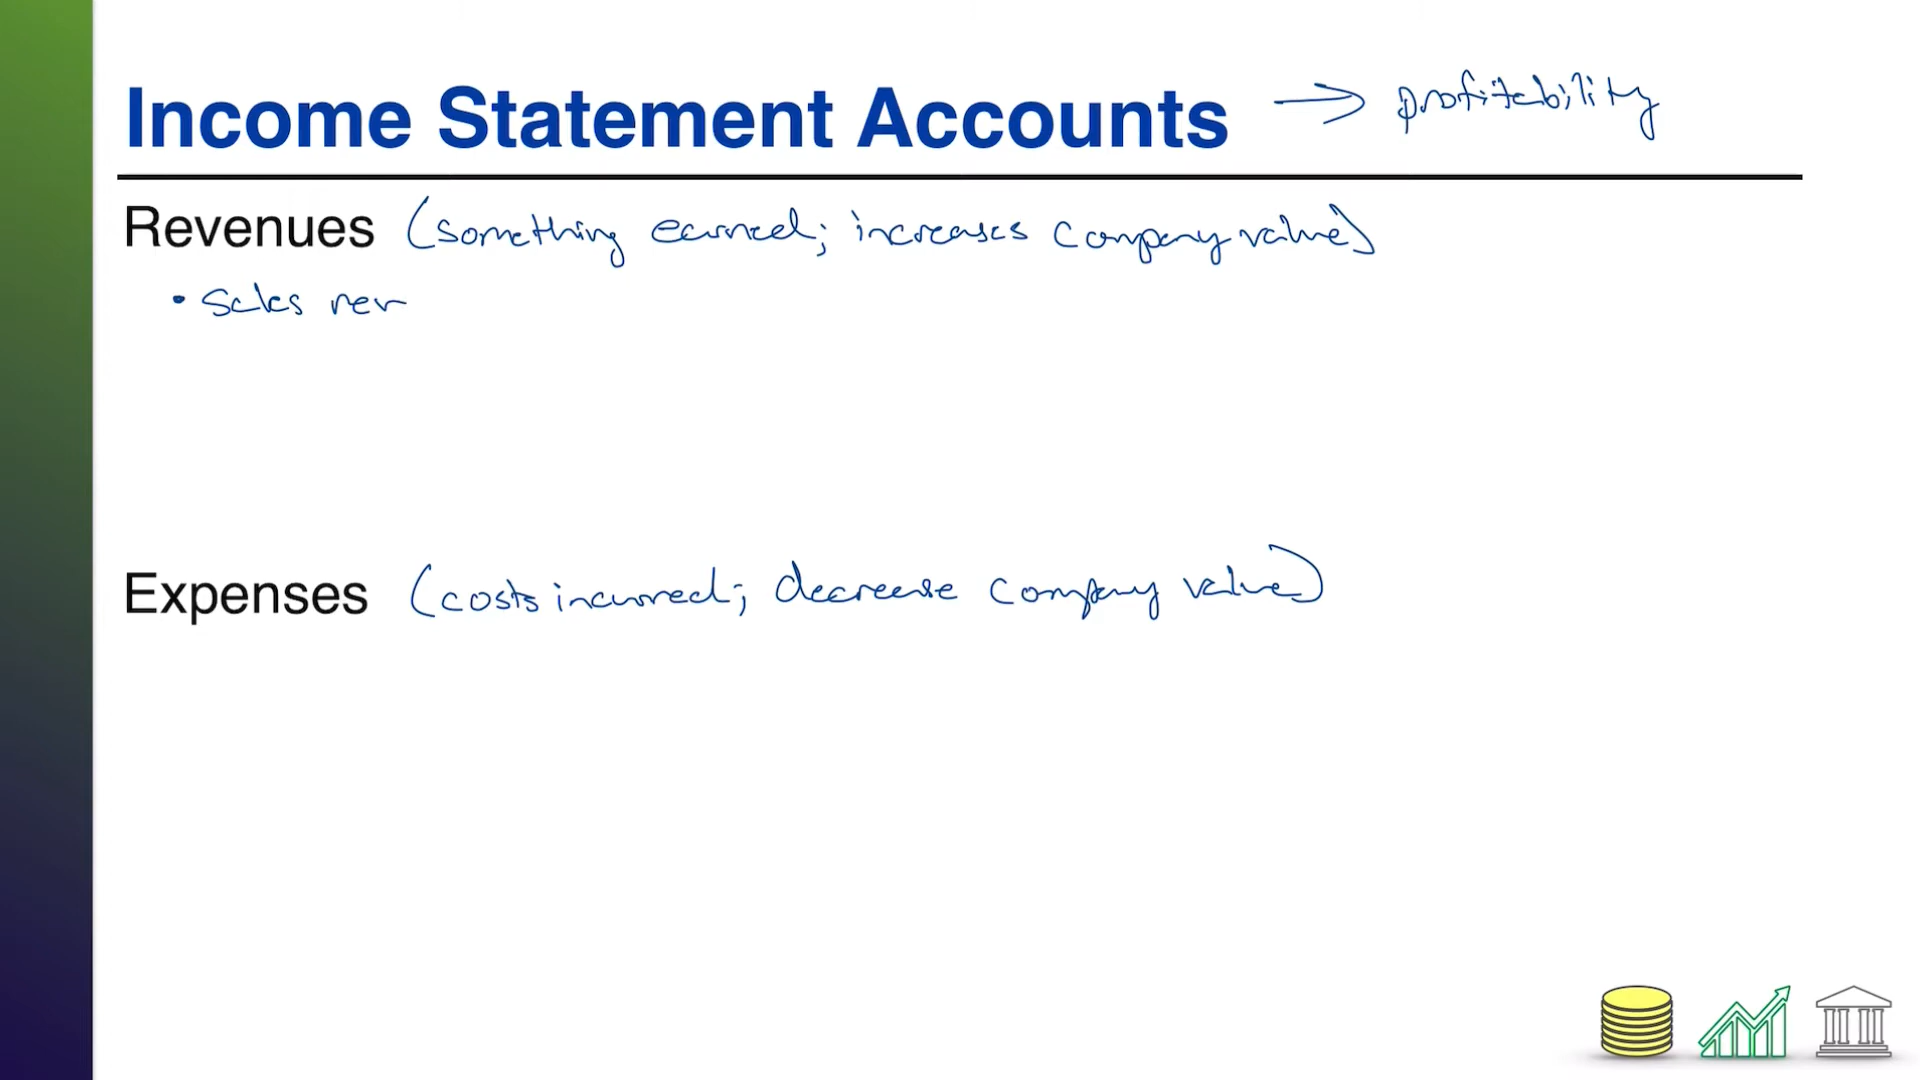 Income Statement Accounts → profitability
Revenues (something earned; increases company value)
• Sales rev
Expenses (costs incurred; decrease company value)